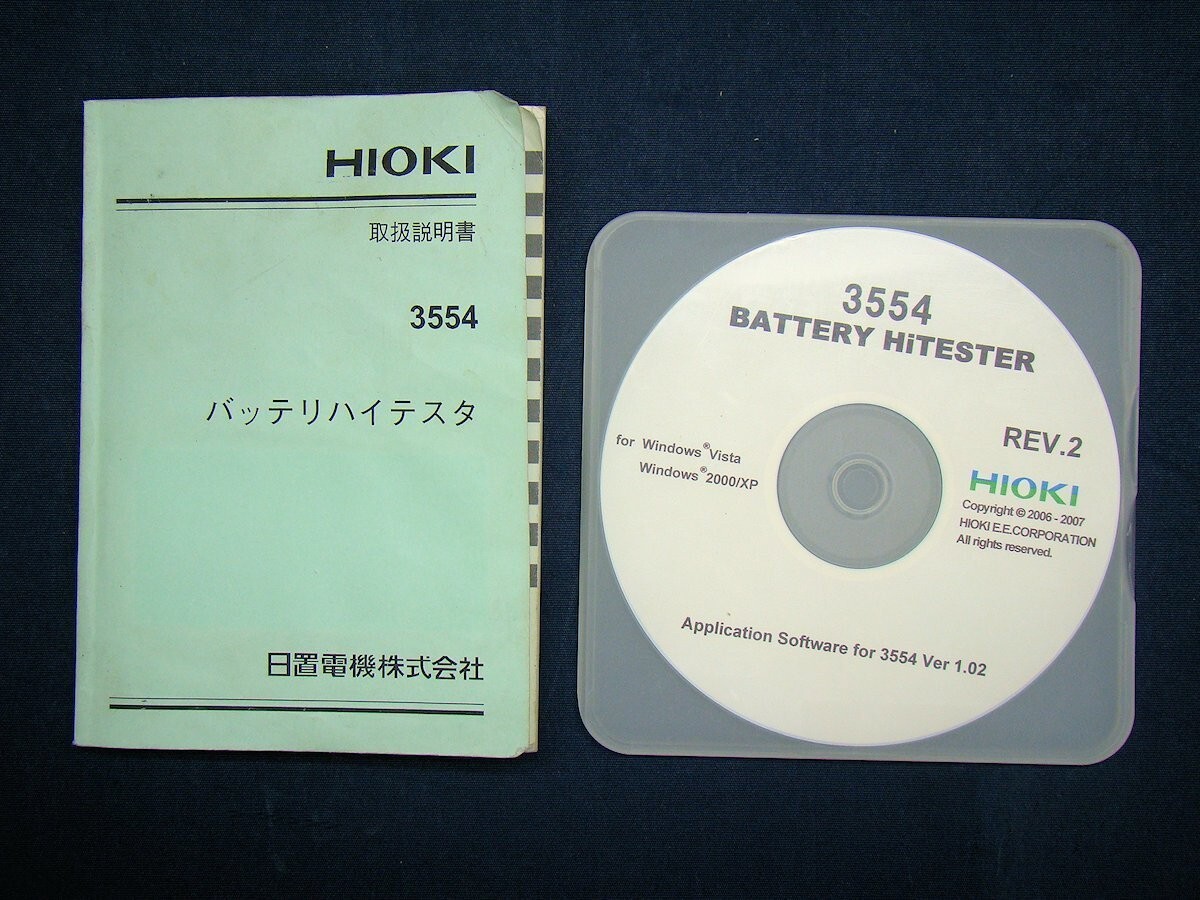 HIOKI
取扱説明書
3554
バッテリハイテスタ
日置電機株式会社
3554
BATTERY HiTESTER
for Windows®Vista
Windows®2000/XP
REV.2
HIOKI
Copyright © 2006 - 2007
HIOKI E.E.CORPORATION
All rights reserved.
Application Software for 3554 Ver 1.02